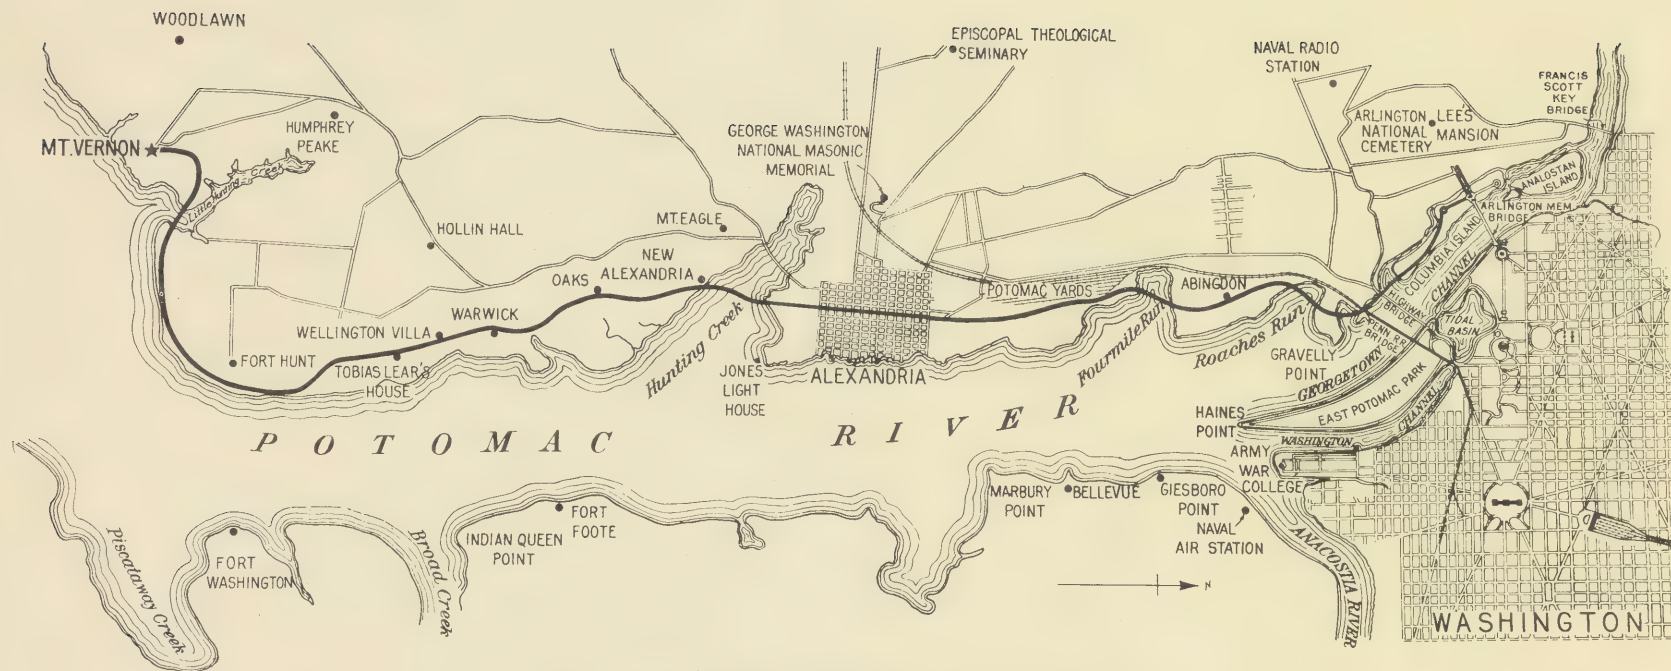 WOODLAWN
MT. VERNON
HUMPHREY
PEAKE
Little Hunting Creek
HOLLIN HALL
MT. EAGLE
NEW
ALEXANDRIA
OAKS
WARWICK
WELLINGTON VILLA
TOBIAS LEAR'S
HOUSE
FORT HUNT
Hunting Creek
JONES
LIGHT
HOUSE
ALEXANDRIA
GEORGE WASHINGTON
NATIONAL MASONIC
MEMORIAL
EPISCOPAL THEOLOGICAL
SEMINARY
POTOMAC YARDS
Fourmile Run
ABINGDON
Roaches Run
GRAVELLY
POINT
NAVAL RADIO
STATION
ARLINGTON
NATIONAL
CEMETERY
LEE'S
MANSION
FRANCIS
SCOTT
KEY
BRIDGE
ANALOSTAN
ISLAND
ARLINGTON MEM.
BRIDGE
COLUMBIA ISLAND
HIGHWAY
BRIDGE
PENN RR
BRIDGE
TIDAL
BASIN
GEORGETOWN CHANNEL
EAST POTOMAC PARK
WASHINGTON CHANNEL
HAINES
POINT
ARMY
WAR
COLLEGE
POTOMAC RIVER
Piscataway Creek
FORT
WASHINGTON
Broad Creek
INDIAN QUEEN
POINT
FORT
FOOTE
MARBURY
POINT
BELLEVUE
GIESBORO
POINT
NAVAL
AIR STATION
ANACOSTIA RIVER
N
WASHINGTON